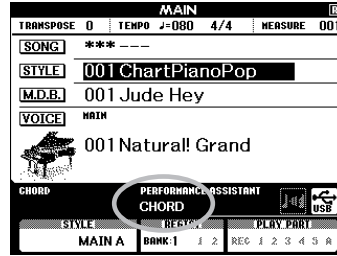 MAIN
TRANSPOSE 0 TEMPO ♩=080 4/4 MEASURE 001
SONG *** ---
STYLE 001 ChartPianoPop
M.D.B. 001 Jude Hey
VOICE MAIN
001 Natural! Grand
CHORD PERFORMANCE ASSISTANT
CHORD
USB
STYLE REGIST PLAY PART
MAIN A BANK:1 1 2 REC 1 2 3 4 5 A